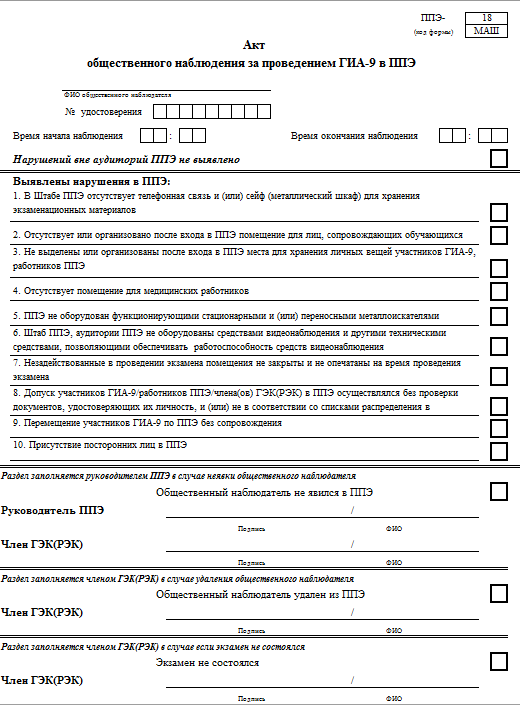 ППЭ- 18
(код формы) МАШ
Акт
общественного наблюдения за проведением ГИА-9 в ППЭ
ФИО общественного наблюдателя
№ удостоверения
Время начала наблюдения : Время окончания наблюдения :
Нарушений вне аудиторий ППЭ не выявлено
Выявлены нарушения в ППЭ:
1. В Штабе ППЭ отсутствует телефонная связь и (или) сейф (металлический шкаф) для хранения
экзаменационных материалов
2. Отсутствует или организовано после входа в ППЭ помещение для лиц, сопровождающих обучающихся
3. Не выделены или организованы после входа в ППЭ места для хранения личных вещей участников ГИА-9,
работников ППЭ
4. Отсутствует помещение для медицинских работников
5. ППЭ не оборудован функционирующими стационарными и (или) переносными металлоискателями
6. Штаб ППЭ, аудитории ППЭ не оборудованы средствами видеонаблюдения и другими техническими
средствами, позволяющими обеспечивать работоспособность средств видеонаблюдения
7. Незадействованные в проведении экзамена помещения не закрыты и не опечатаны на время проведения
экзамена
8. Допуск участников ГИА-9/работников ППЭ/члена(ов) ГЭК(РЭК) в ППЭ осуществлялся без проверки
документов, удостоверяющих их личность, и (или) не в соответствии со списками распределения в
9. Перемещение участников ГИА-9 по ППЭ без сопровождения
10. Присутствие посторонних лиц в ППЭ
Раздел заполняется руководителем ППЭ в случае неявки общественного наблюдателя
Общественный наблюдатель не явился в ППЭ
Руководитель ППЭ /
Подпись ФИО
Член ГЭК(РЭК) /
Подпись ФИО
Раздел заполняется членом ГЭК(РЭК) в случае удаления общественного наблюдателя
Общественный наблюдатель удален из ППЭ
Член ГЭК(РЭК) /
Подпись ФИО
Раздел заполняется членом ГЭК(РЭК) в случае если экзамен не состоялся
Экзамен не состоялся
Член ГЭК(РЭК) /
Подпись ФИО